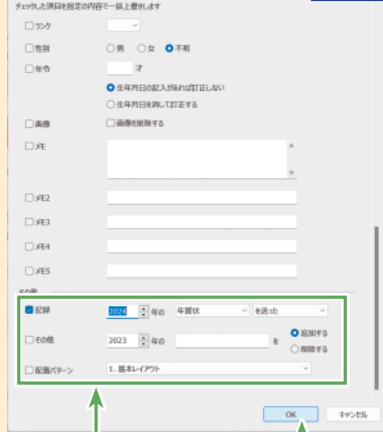 チェックした項目を指定の内容で一括上書きします
ランク
性別 男 女 不明
年令 才
生年月日の記入があれば訂正しない
生年月日を消して訂正する
画像 画像を削除する
メモ
メモ2
メモ3
メモ4
メモ5
その他
記録 2024 年の 年賀状 を送った
追加する
その他 2023 年の を
削除する
配置パターン 1. 基本レイアウト
OK キャンセル